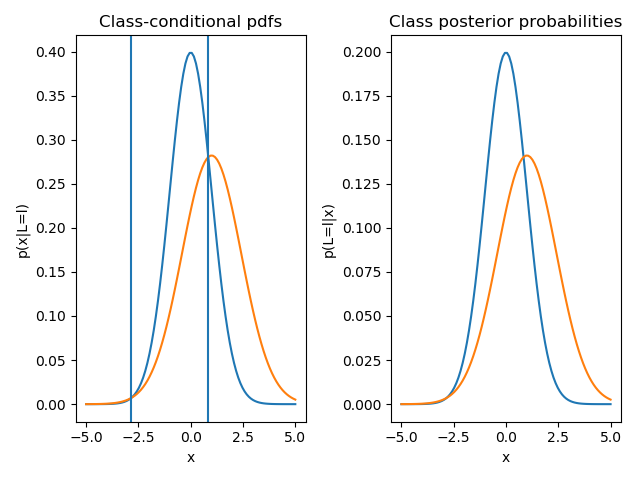 Class-conditional pdfs
p(x|L=l)
0.40
0.35
0.30
0.25
0.20
0.15
0.10
0.05
0.00
−5.0 −2.5 0.0 2.5 5.0
x
Class posterior probabilities
p(L=l|x)
0.200
0.175
0.150
0.125
0.100
0.075
0.050
0.025
0.000
−5.0 −2.5 0.0 2.5 5.0
x